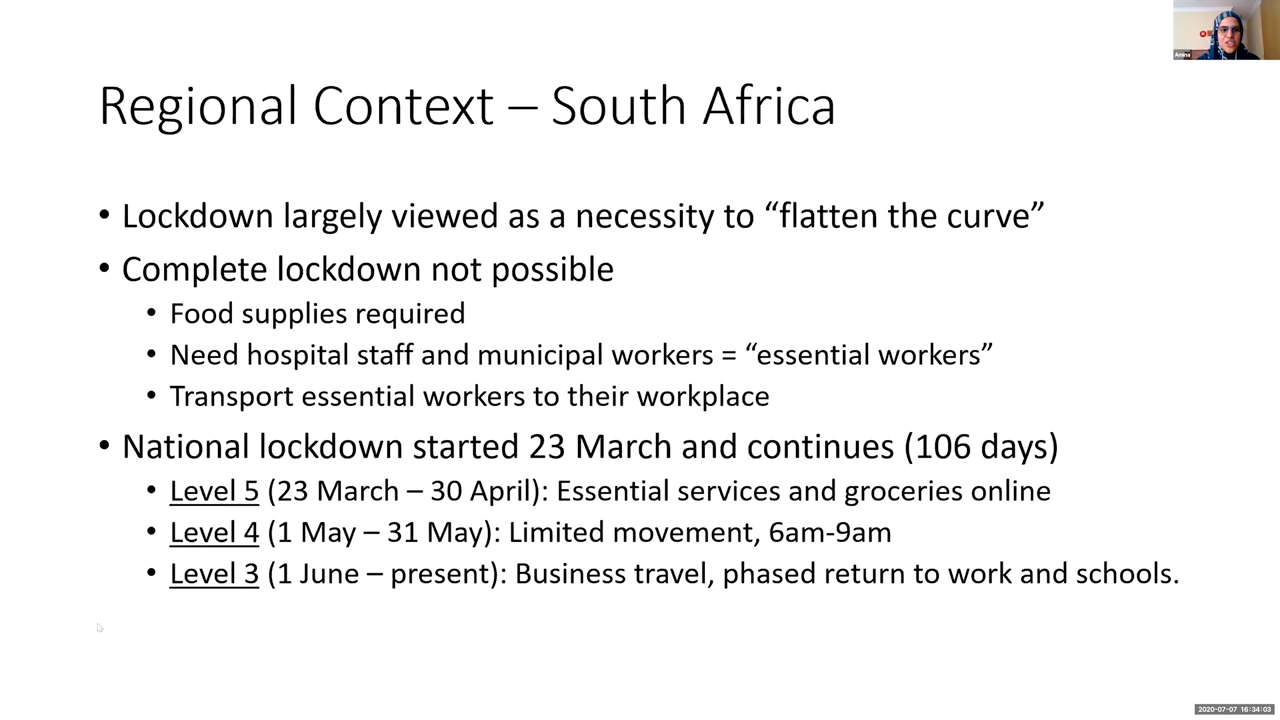 Amina
Regional Context – South Africa
• Lockdown largely viewed as a necessity to “flatten the curve”
• Complete lockdown not possible
• Food supplies required
• Need hospital staff and municipal workers = “essential workers”
• Transport essential workers to their workplace
• National lockdown started 23 March and continues (106 days)
• Level 5 (23 March – 30 April): Essential services and groceries online
• Level 4 (1 May – 31 May): Limited movement, 6am-9am
• Level 3 (1 June – present): Business travel, phased return to work and schools.
2020-07-07 16:34:03